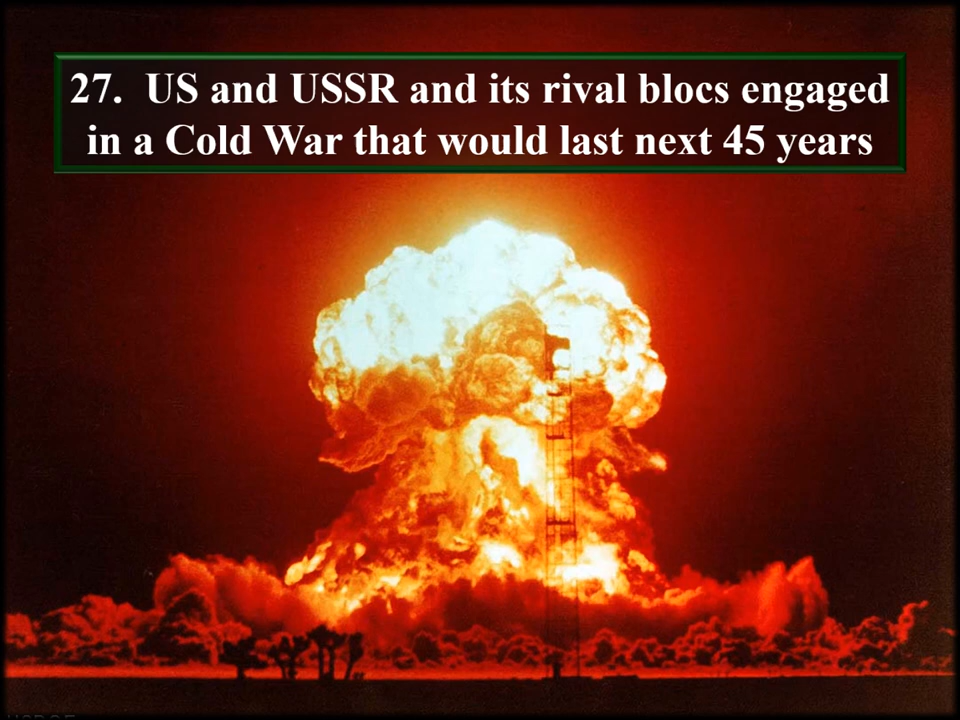 27. US and USSR and its rival blocs engaged
in a Cold War that would last next 45 years